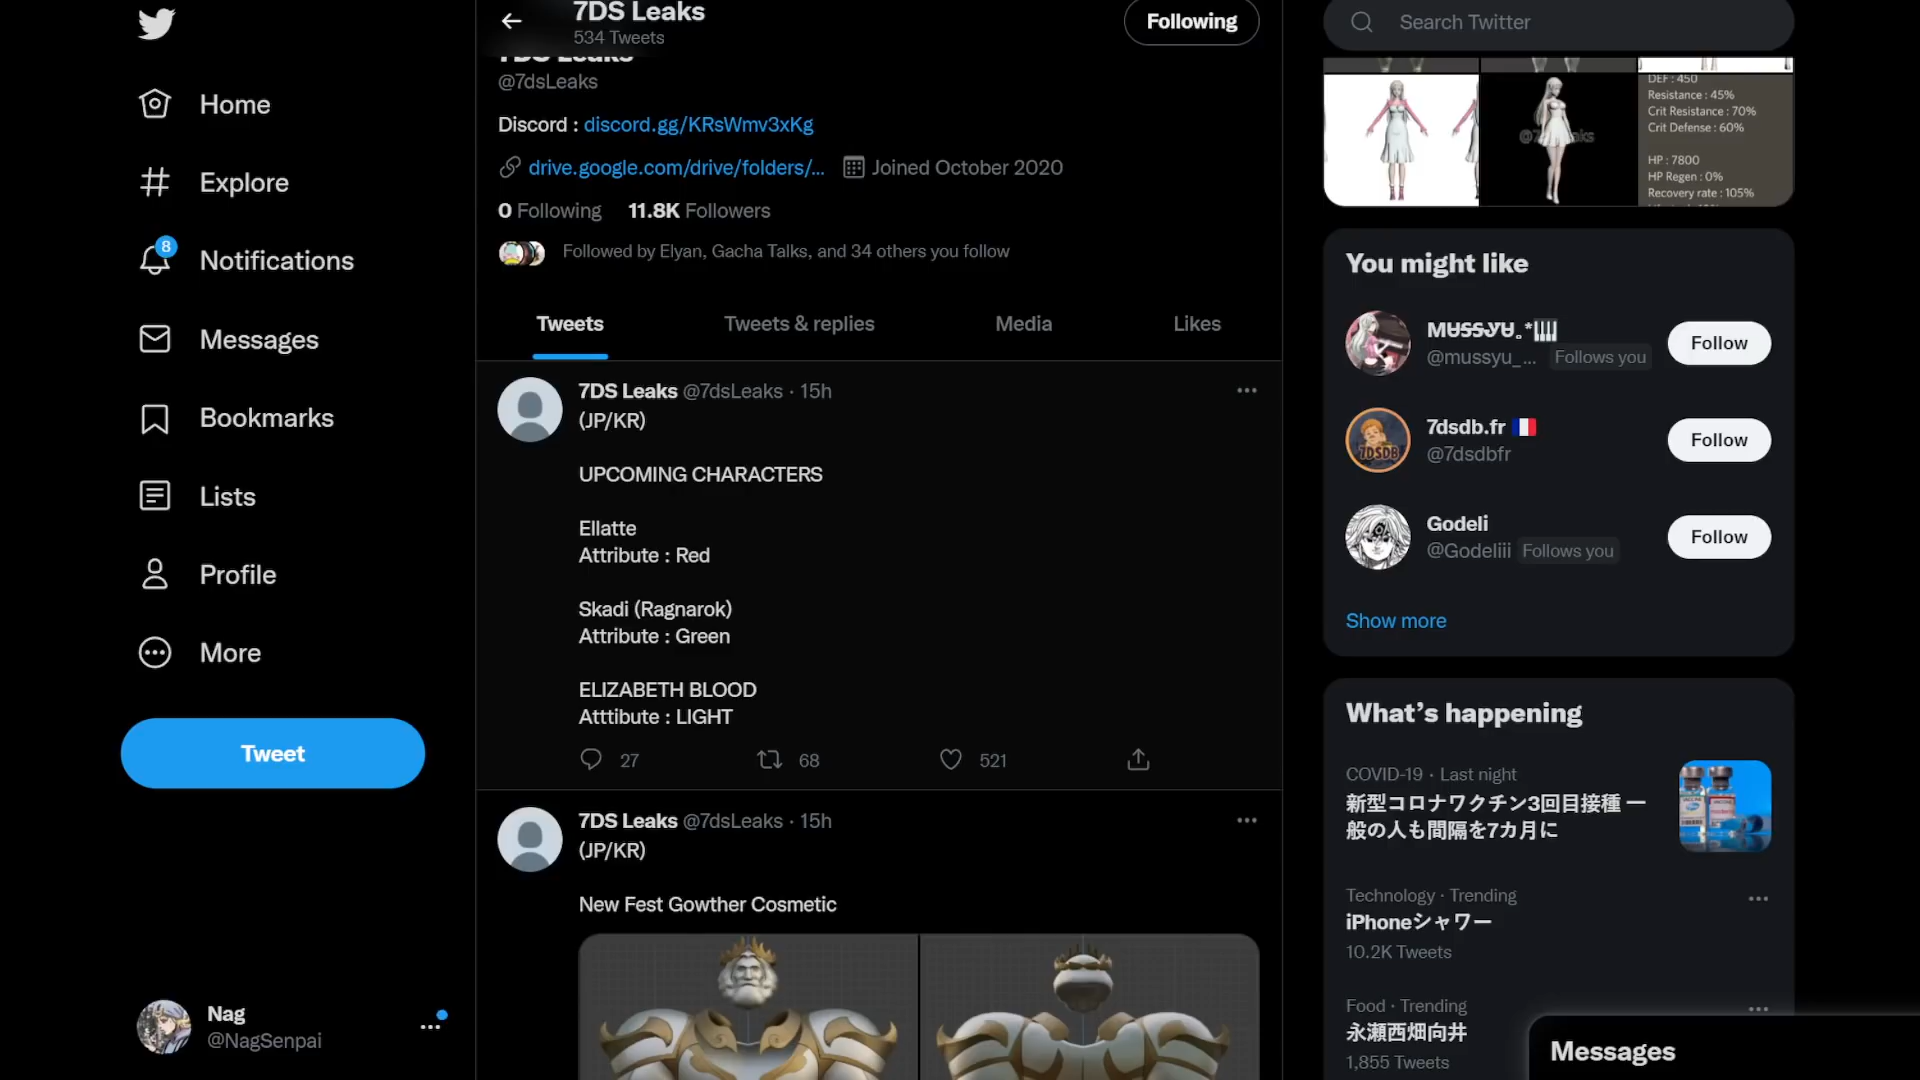 Home
Explore
8
Notifications
Messages
Bookmarks
Lists
Profile
More
Tweet
Nag
@NagSenpai
7DS Leaks
534 Tweets
Following
7DS Leaks
@7dsLeaks
Discord : discord.gg/KRsWmv3xKg
drive.google.com/drive/folders/... Joined October 2020
0 Following 11.8K Followers
Followed by Elyan, Gacha Talks, and 34 others you follow
Tweets Tweets & replies Media Likes
7DS Leaks @7dsLeaks · 15h
(JP/KR)
UPCOMING CHARACTERS
Ellatte
Attribute : Red
Skadi (Ragnarok)
Attribute : Green
ELIZABETH BLOOD
Atttibute : LIGHT
27 68 521
7DS Leaks @7dsLeaks · 15h
(JP/KR)
New Fest Gowther Cosmetic
Search Twitter
DEF : 450
Resistance : 45%
Crit Resistance : 70%
Crit Defense : 60%
HP : 7800
HP Regen : 0%
Recovery rate : 105%
You might like
@mussyu_... Follows you
Follow
7dsdb.fr
@7dsdbfr
Follow
7DSDB
Godeli
@Godeliii Follows you
Follow
Show more
What's happening
COVID-19 · Last night
新型コロナワクチン3回目接種 一
般の人も間隔を7カ月に
Technology · Trending
iPhoneシャワー
10.2K Tweets
Food · Trending
永瀬西畑向井
1,855 Tweets
Messages